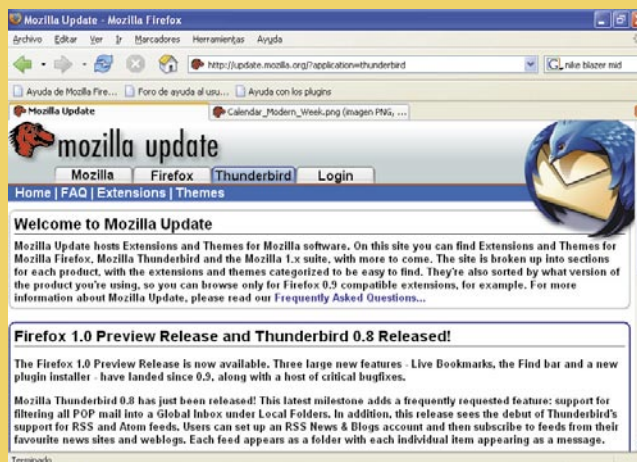 Mozilla Update - Mozilla Firefox
Archivo Editar Ver Ir Marcadores Herramientas Ayuda
http://update.mozilla.org/?application=thunderbird
G nike blazer mid
Ayuda de Mozilla Fire... Foro de ayuda al usu... Ayuda con los plugins
Mozilla Update Calendar_Modern_Week.png (imagen PNG, ...
mozilla update
Mozilla Firefox Thunderbird Login
Home | FAQ | Extensions | Themes
Welcome to Mozilla Update
Mozilla Update hosts Extensions and Themes for Mozilla software. On this site you can find Extensions and Themes for
Mozilla Firefox, Mozilla Thunderbird and the Mozilla 1.x suite, with more to come. The site is broken up into sections
for each product, with the extensions and themes categorized to be easy to find. They're also sorted by what version of
the product you're using, so you can browse only for Firefox 0.9 compatible extensions, for example. For more
information about Mozilla Update, please read our Frequently Asked Questions...
Firefox 1.0 Preview Release and Thunderbird 0.8 Released!
The Firefox 1.0 Preview Release is now available. Three large new features - Live Bookmarks, the Find bar and a new
plugin installer - have landed since 0.9, along with a host of critical bugfixes.
Mozilla Thunderbird 0.8 has just been released! This latest milestone adds a frequently requested feature: support for
filtering all POP mail into a Global Inbox under Local Folders. In addition, this release sees the debut of Thunderbird's
support for RSS and Atom feeds. Users can set up an RSS News & Blogs account and then subscribe to feeds from their
favourite news sites and weblogs. Each feed appears as a folder with each individual item appearing as a message.
Terminado